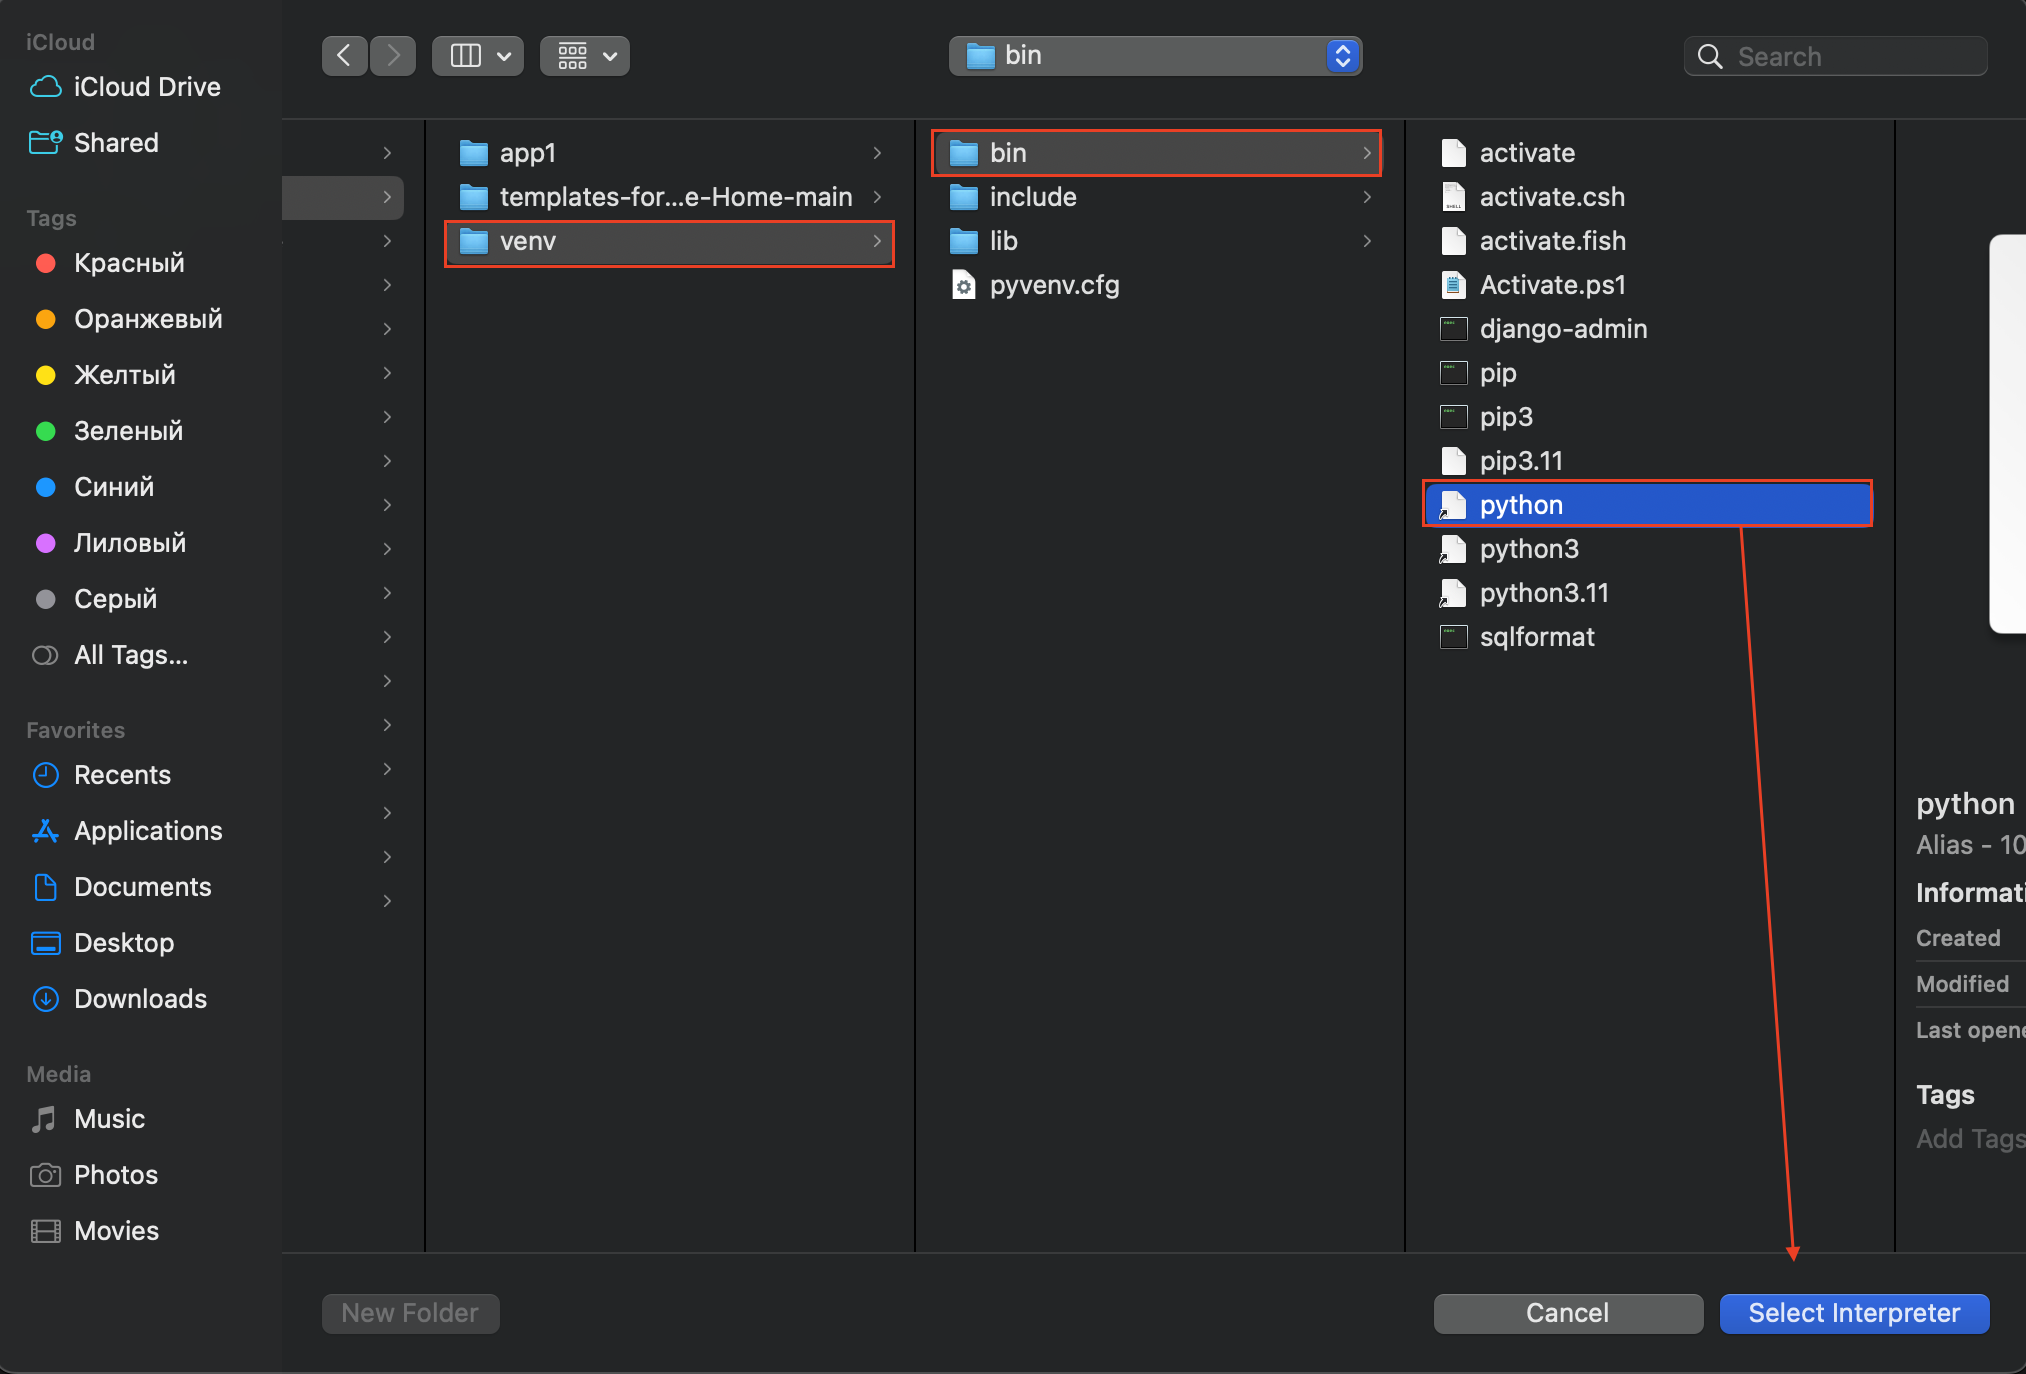 iCloud
iCloud Drive
Shared
Tags
Красный
Оранжевый
Желтый
Зеленый
Синий
Лиловый
Серый
All Tags...
Favorites
Recents
Applications
Documents
Desktop
Downloads
Media
Music
Photos
Movies
bin
Search
app1
templates-for...e-Home-main
venv
bin
include
lib
pyvenv.cfg
activate
activate.csh
activate.fish
Activate.ps1
django-admin
pip
pip3
pip3.11
python
python3
python3.11
sqlformat
python
Alias - 10
Informati
Created
Modified
Last opene
Tags
Add Tags
New Folder
Cancel
Select Interpreter